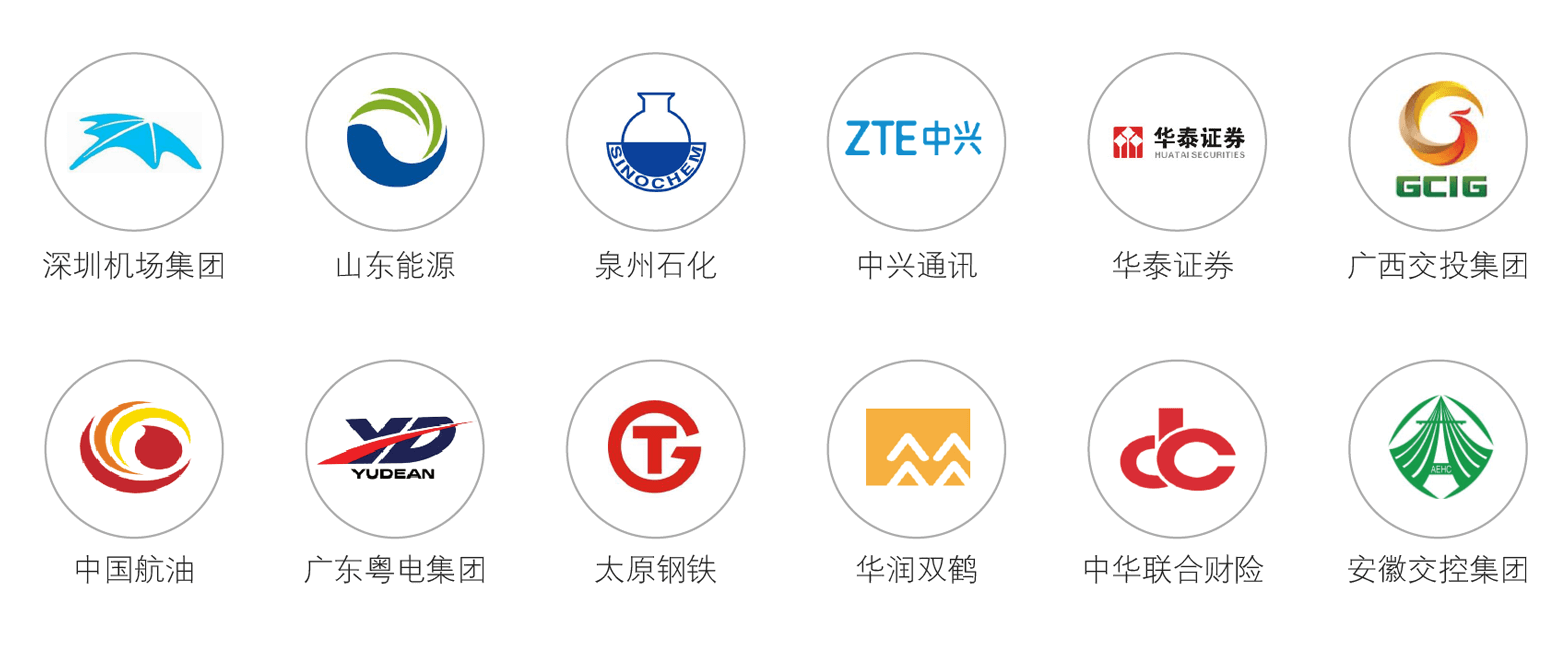 SINOCHEM
ZTE中兴
华泰证券
HUATAI SECURITIES
GCIG
深圳机场集团
山东能源
泉州石化
中兴通讯
华泰证券
广西交投集团
YD
YUDEAN
TG
AEHC
中国航油
广东粤电集团
太原钢铁
华润双鹤
中华联合财险
安徽交控集团